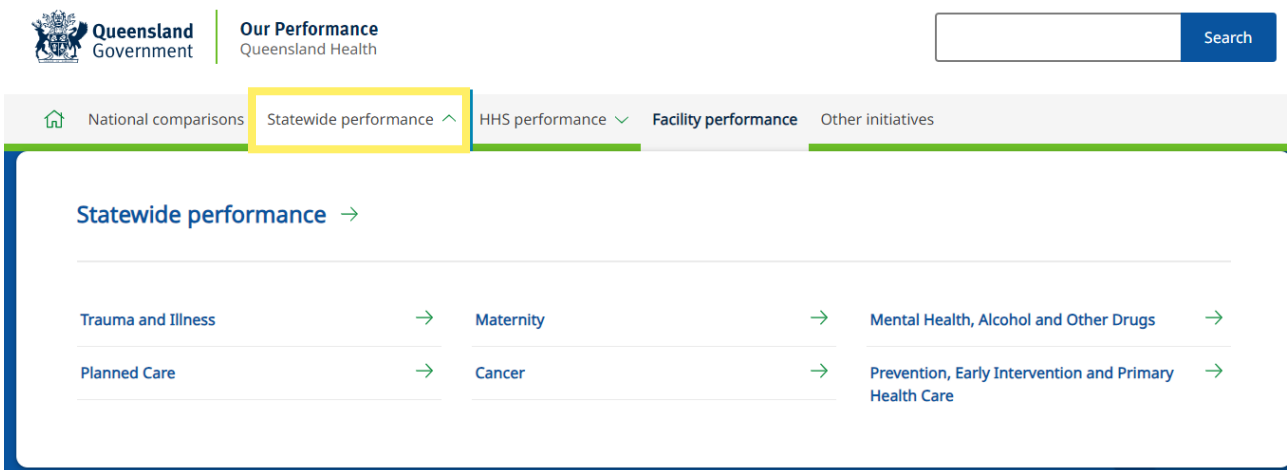 Queensland
Government
Our Performance
Queensland Health
Search
National comparisons Statewide performance HHS performance Facility performance Other initiatives
Statewide performance
Trauma and Illness Maternity Mental Health, Alcohol and Other Drugs
Planned Care Cancer Prevention, Early Intervention and Primary
Health Care